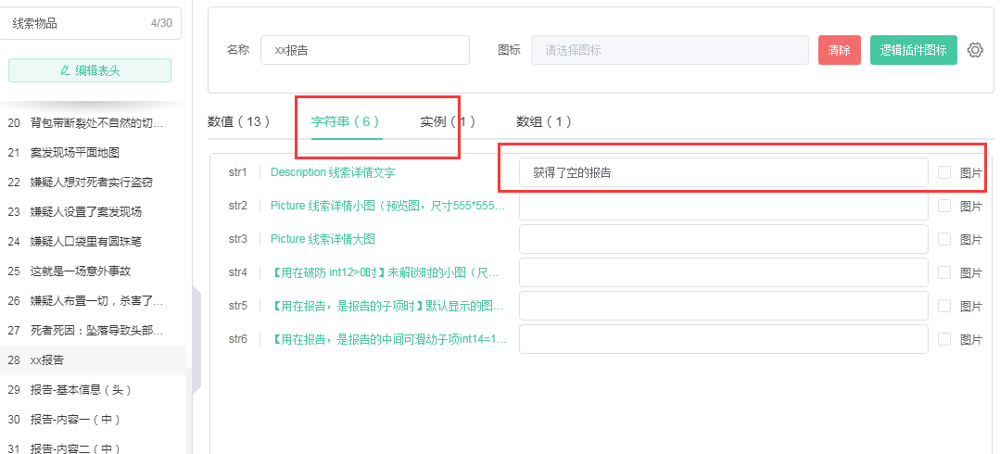 线索物品 4/30
编辑表头
20 背包带断裂处不自然的切...
21 案发现场平面地图
22 嫌疑人想对死者实行盗窃
23 嫌疑人设置了案发现场
24 嫌疑人口袋里有圆珠笔
25 这就是一场意外事故
26 嫌疑人布置一切，杀害了...
27 死者死因：坠落导致头部...
28 xx报告
29 报告-基本信息（头）
30 报告-内容一（中）
31 报告-内容二（中）
名称 xx报告 图标 请选择图标 清除 逻辑插件图标
数值（13） 字符串（6） 实例（1） 数组（1）
str1 Description 线索详情文字 获得了空的报告 图片
str2 Picture 线索详情小图（预览图，尺寸555*555... 图片
str3 Picture 线索详情大图 图片
str4 【用在破防 int12>0时】未解锁时的小图（尺... 图片
str5 【用在报告，是报告的子项时】默认显示的图... 图片
str6 【用在报告，是报告的中间可滑动子项int14=1... 图片